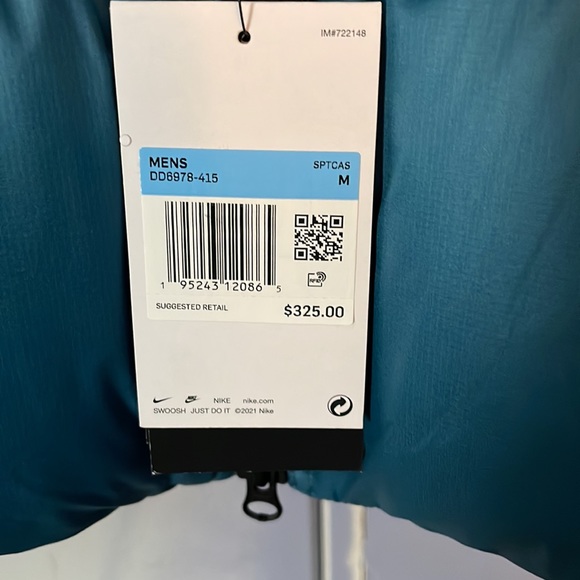 IM#722148
MENS SPTCAS
DD6978-415 M
1 95243 12086 5
RFID
SUGGESTED RETAIL $325.00
NIKE nike.com
SWOOSH JUST DO IT ©2021 Nike